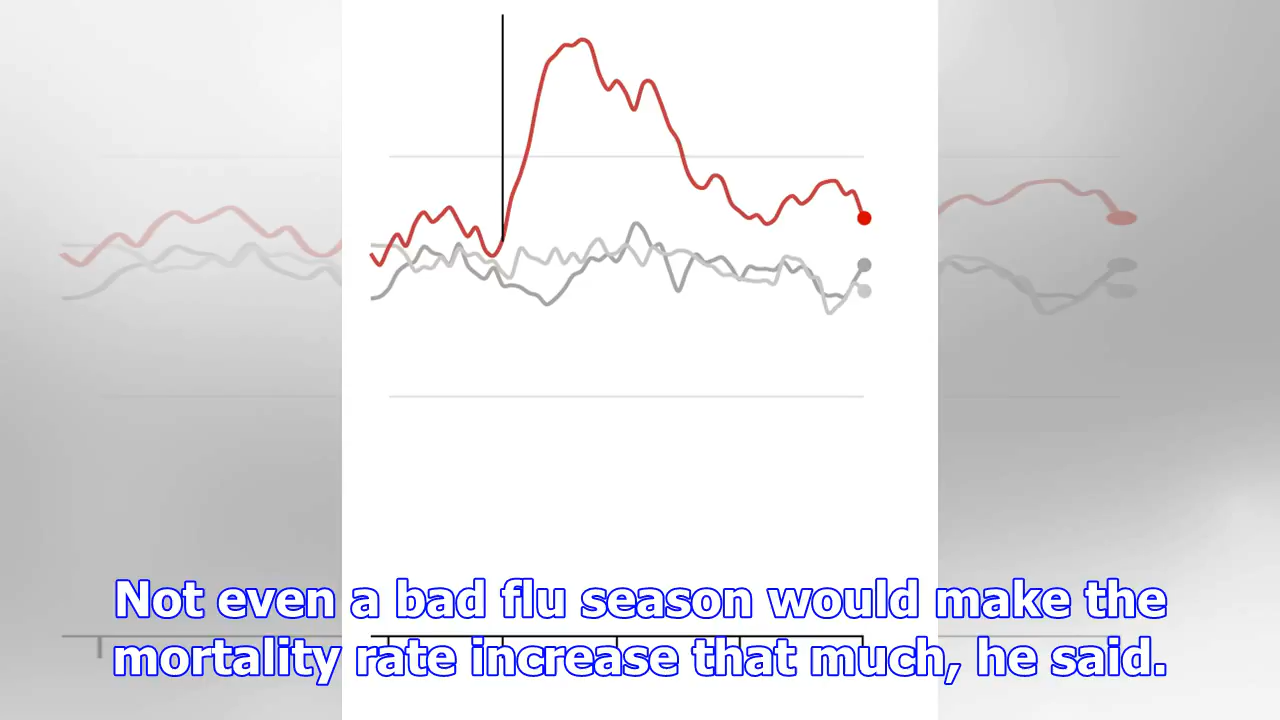 Not even a bad flu season would make the
mortality rate increase that much, he said.